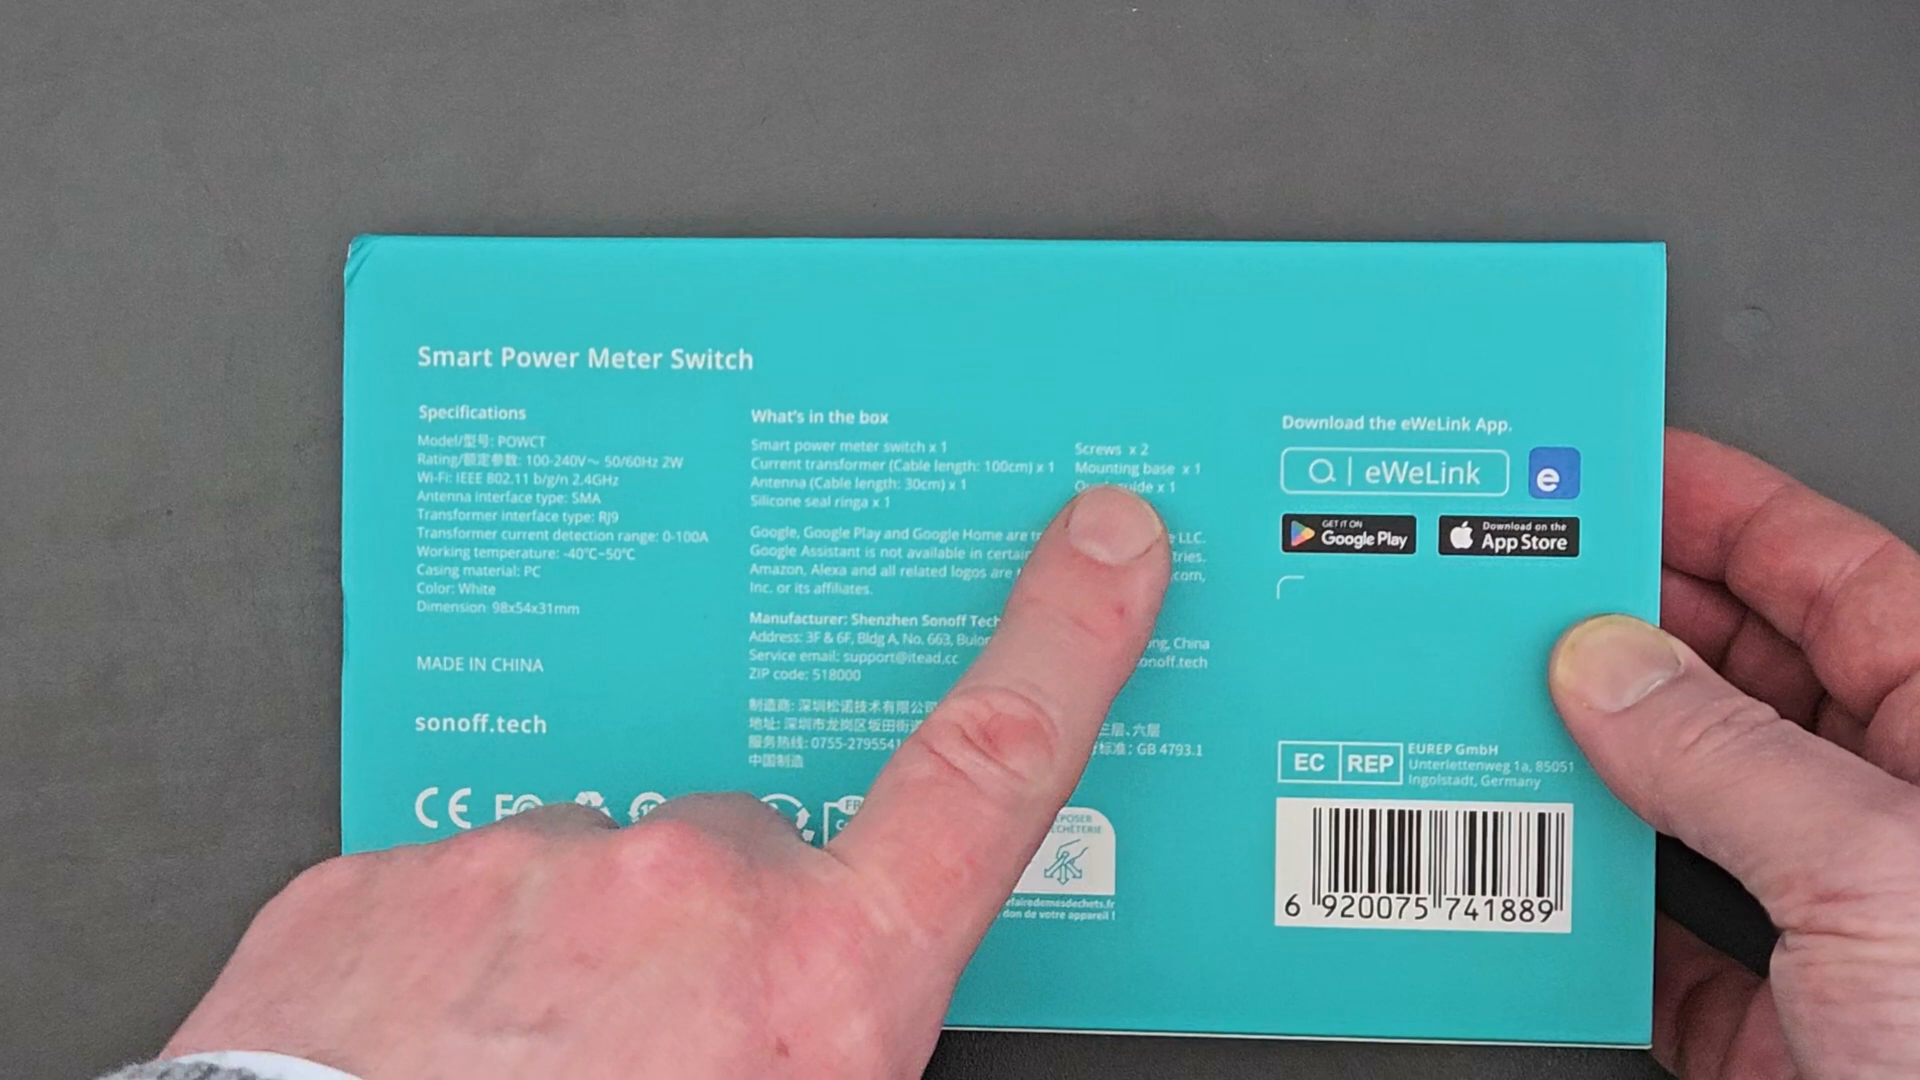 Smart Power Meter Switch
Specifications
Model/型号: POWCT
Rating/额定参数: 100-240V~ 50/60Hz 2W
Wi-Fi: IEEE 802.11 b/g/n 2.4GHz
Antenna interface type: SMA
Transformer interface type: RJ9
Transformer current detection range: 0-100A
Working temperature: -40℃~50℃
Casing material: PC
Color: White
Dimension: 98x54x31mm
MADE IN CHINA
sonoff.tech
What's in the box
Smart power meter switch x 1
Current transformer (Cable length: 100cm) x 1
Antenna (Cable length: 30cm) x 1
Silicone seal ringa x 1
Screws x 2
Mounting base x 1
x 1
Google, Google Play and Google Home are LLC.
Google Assistant is not available in certain
Amazon, Alexa and all related logos are
Inc. or its affiliates.
Manufacturer: Shenzhen Sonoff Tech
Address: 3F & 6F, Bldg A, No. 663, China
Service email: support@itead.cc onoff.tech
ZIP code: 518000
制造商: 深圳松诺技术有限公司
地址: 深圳市龙岗区坂田街道 三层、六层
服务热线: 0755-2795541 标准: GB 4793.1
中国制造
CE
Download the eWeLink App.
eWeLink
e
GET IT ON
Google Play
Download on the
App Store
EC REP
EUREP GmbH
Unterlettenweg 1a, 85051
Ingolstadt, Germany
6 920075 741889
don de votre appareil !